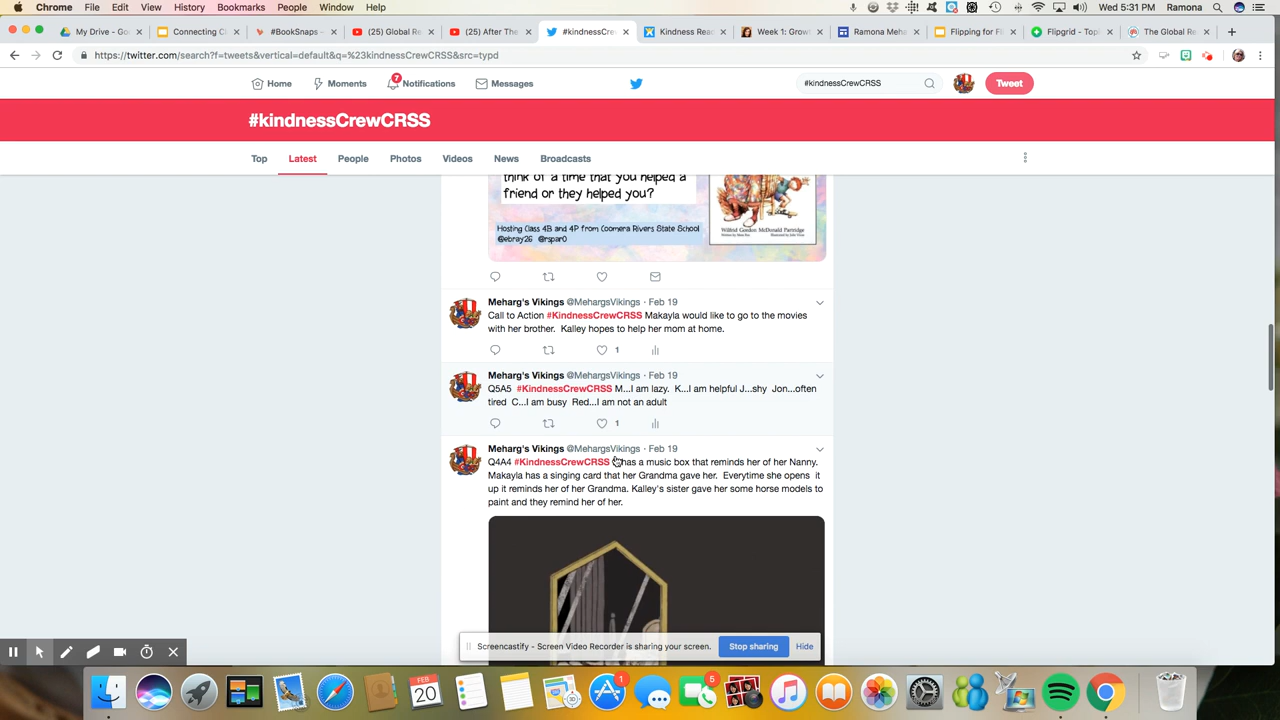 Chrome File Edit View History Bookmarks People Window Help Wed 5:31 PM Ramona
My Drive - Go Connecting C #BookSnaps - (25) Global Re (25) After The #kindnessCre Kindness Rea Week 1: Grow Ramona Meha Flipping for Fl Flipgrid - Topi The Global Re
https://twitter.com/search?f=tweets&vertical=default&q=%23kindnessCrewCRSS&src=typd
Home Moments 7 Notifications Messages #kindnessCrewCRSS Tweet
#kindnessCrewCRSS
Top Latest People Photos Videos News Broadcasts
think of a time that you helped a
friend or they helped you?
Hosting Class 4B and 4P from Coomera Rivers State School
@ebray26 @rspar0
Wilfrid Gordon McDonald Partridge
Meharg's Vikings @MehargsVikings · Feb 19
Call to Action #KindnessCrewCRSS Makayla would like to go to the movies
with her brother. Kalley hopes to help her mom at home.
1
Meharg's Vikings @MehargsVikings · Feb 19
Q5A5 #KindnessCrewCRSS M...I am lazy. K...I am helpful J...shy Jon...often
tired C...I am busy Red...I am not an adult
1
Meharg's Vikings @MehargsVikings · Feb 19
Q4A4 #KindnessCrewCRSS has a music box that reminds her of her Nanny.
Makayla has a singing card that her Grandma gave her. Everytime she opens it
up it reminds her of her Grandma. Kalley's sister gave her some horse models to
paint and they remind her of her.
Screencastify - Screen Video Recorder is sharing your screen. Stop sharing Hide
FEB
20
1
5